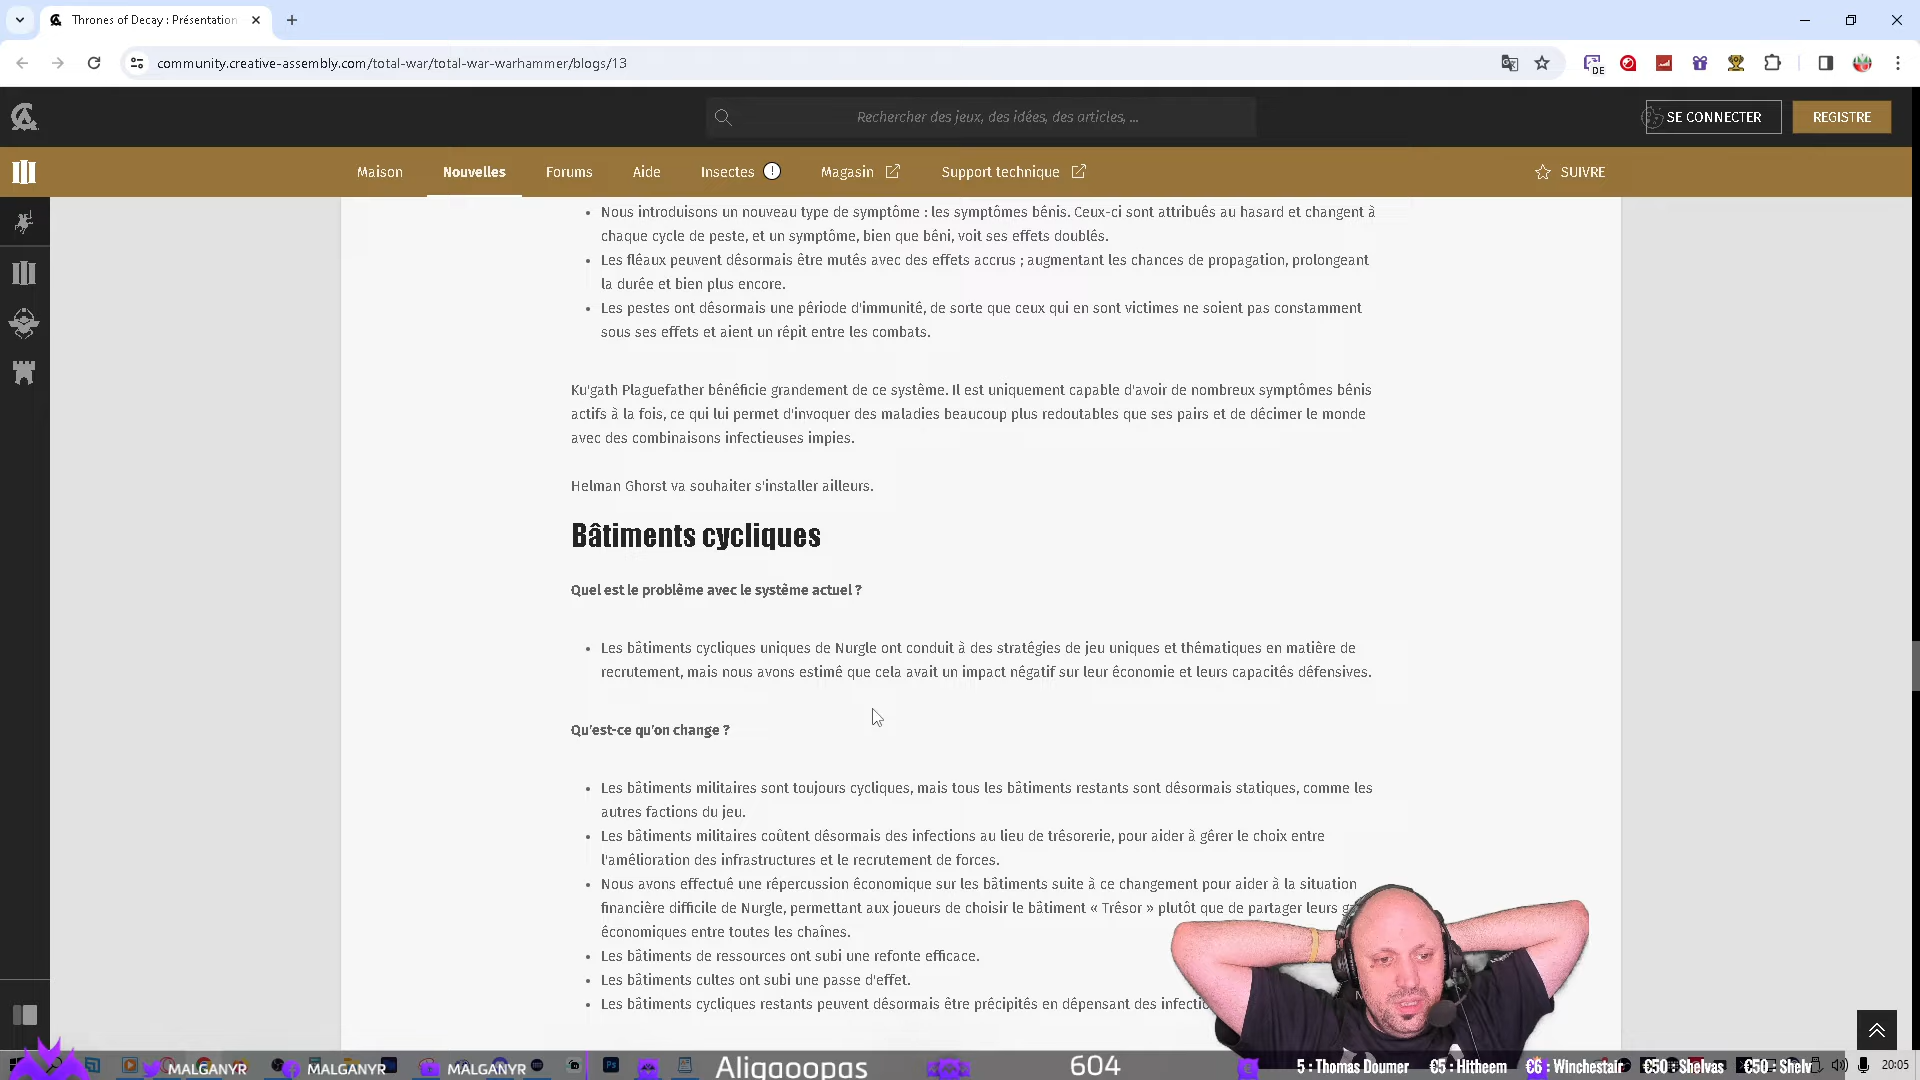 Thrones of Decay : Présentation
community.creative-assembly.com/total-war/total-war-warhammer/blogs/13
DE
Rechercher des jeux, des idées, des articles, ...
SE CONNECTER
REGISTRE
Maison
Nouvelles
Forums
Aide
Insectes
Magasin
Support technique
SUIVRE
• Nous introduisons un nouveau type de symptôme : les symptômes bénis. Ceux-ci sont attribués au hasard et changent à
chaque cycle de peste, et un symptôme, bien que béni, voit ses effets doublés.
• Les fléaux peuvent désormais être mutés avec des effets accrus ; augmentant les chances de propagation, prolongeant
la durée et bien plus encore.
• Les pestes ont désormais une période d'immunité, de sorte que ceux qui en sont victimes ne soient pas constamment
sous ses effets et aient un répit entre les combats.
Ku'gath Plaguefather bénéficie grandement de ce système. Il est uniquement capable d'avoir de nombreux symptômes bénis
actifs à la fois, ce qui lui permet d'invoquer des maladies beaucoup plus redoutables que ses pairs et de décimer le monde
avec des combinaisons infectieuses impies.
Helman Ghorst va souhaiter s'installer ailleurs.
Bâtiments cycliques
Quel est le problème avec le système actuel ?
• Les bâtiments cycliques uniques de Nurgle ont conduit à des stratégies de jeu uniques et thématiques en matière de
recrutement, mais nous avons estimé que cela avait un impact négatif sur leur économie et leurs capacités défensives.
Qu'est-ce qu'on change ?
• Les bâtiments militaires sont toujours cycliques, mais tous les bâtiments restants sont désormais statiques, comme les
autres factions du jeu.
• Les bâtiments militaires coûtent désormais des infections au lieu de trésorerie, pour aider à gérer le choix entre
l'amélioration des infrastructures et le recrutement de forces.
• Nous avons effectué une répercussion économique sur les bâtiments suite à ce changement pour aider à la situation
financière difficile de Nurgle, permettant aux joueurs de choisir le bâtiment « Trésor » plutôt que de partager leurs
économiques entre toutes les chaînes.
• Les bâtiments de ressources ont subi une refonte efficace.
• Les bâtiments cultes ont subi une passe d'effet.
• Les bâtiments cycliques restants peuvent désormais être précipités en dépensant des
MALGANYR
MALGANYR
MALGANYR
Aligaoopas
604
5 : Thomas Doumer
€5 : Hittheem
€6 : Winchestair
€50 : Shelvas
€50 : Shelv
20:05